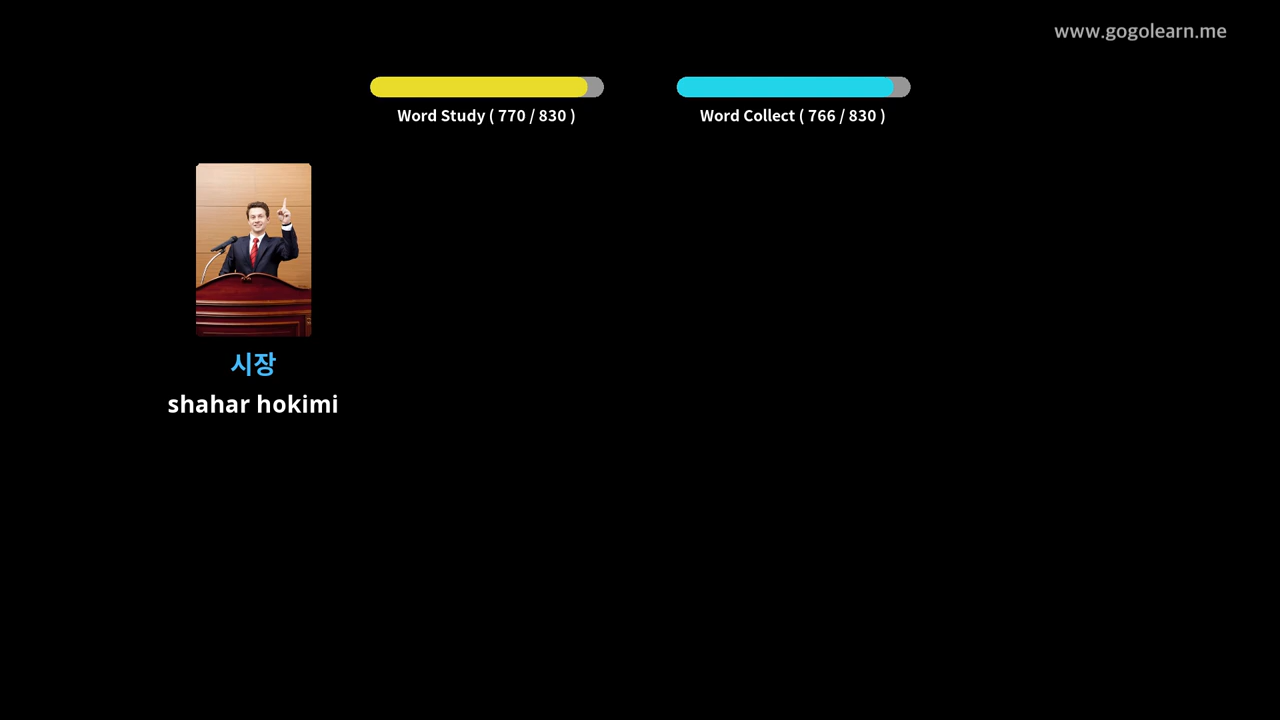 www.gogolearn.me
Word Study ( 770 / 830 )
Word Collect ( 766 / 830 )
시장
shahar hokimi